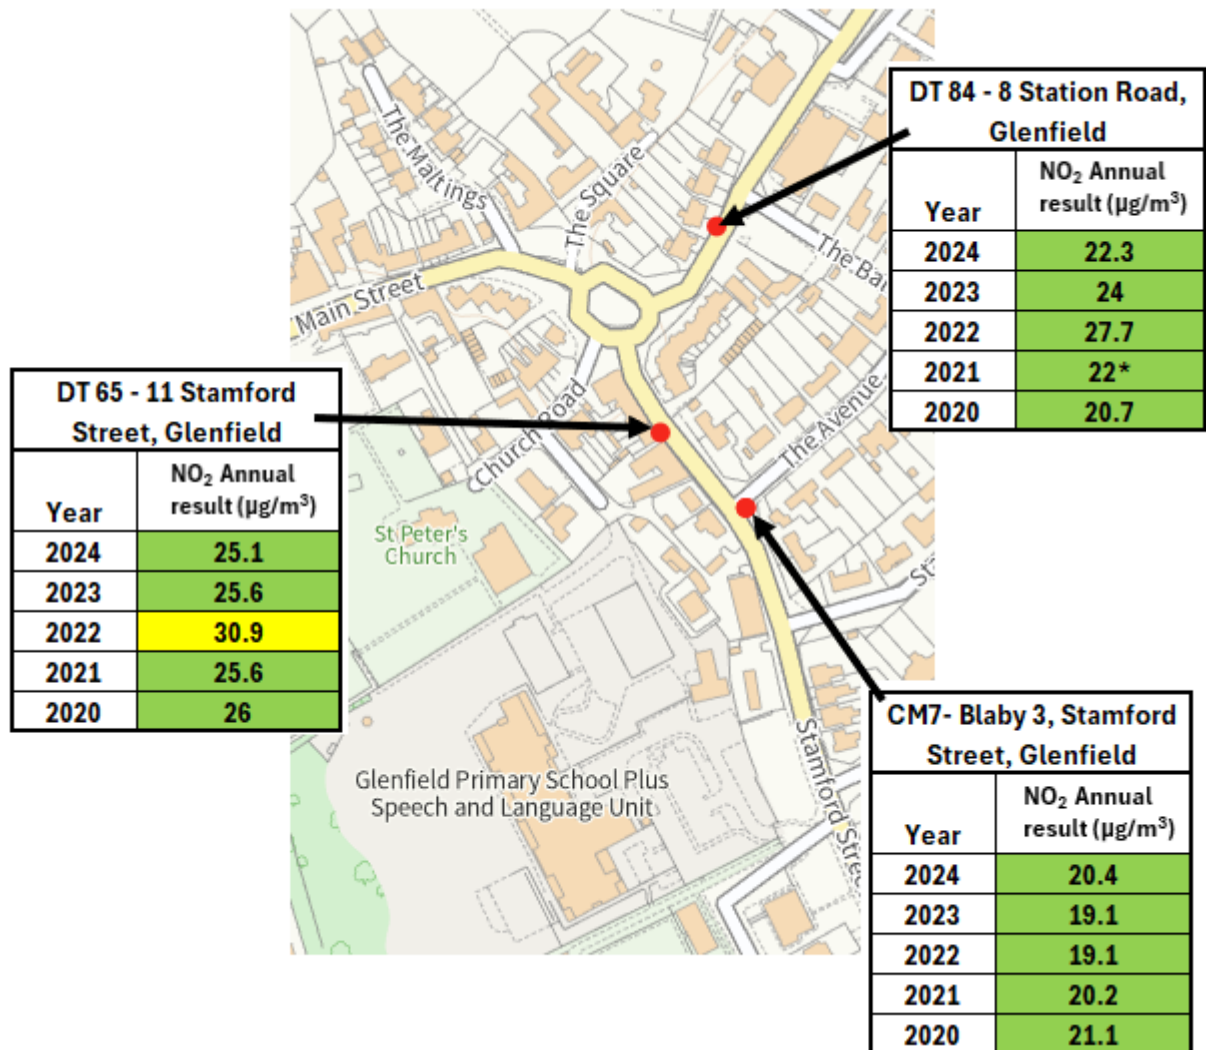 The Maltings
The Square
Main Street
Church Road
The Ba
The Avenue
St Peter's
Church
Glenfield Primary School Plus
Speech and Language Unit
Stamford Stree
Sta
DT 84 - 8 Station Road,
Glenfield
Year NO₂ Annual
result (µg/m³)
2024 22.3
2023 24
2022 27.7
2021 22*
2020 20.7
DT 65 - 11 Stamford
Street, Glenfield
Year NO₂ Annual
result (µg/m³)
2024 25.1
2023 25.6
2022 30.9
2021 25.6
2020 26
CM7- Blaby 3, Stamford
Street, Glenfield
Year NO₂ Annual
result (µg/m³)
2024 20.4
2023 19.1
2022 19.1
2021 20.2
2020 21.1